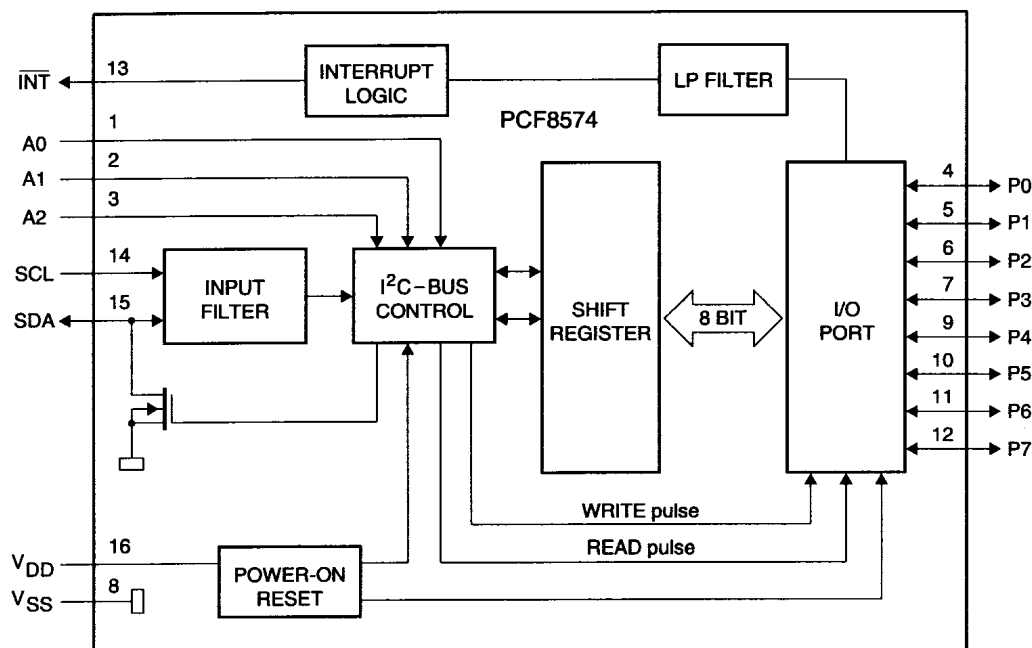 INT
13
INTERRUPT
LOGIC
LP FILTER
PCF8574
A0
1
A1
2
A2
3
SCL
14
SDA
15
INPUT
FILTER
I²C–BUS
CONTROL
SHIFT
REGISTER
8 BIT
I/O
PORT
4
P0
5
P1
6
P2
7
P3
9
P4
10
P5
11
P6
12
P7
WRITE pulse
READ pulse
VDD
16
VSS
8
POWER-ON
RESET